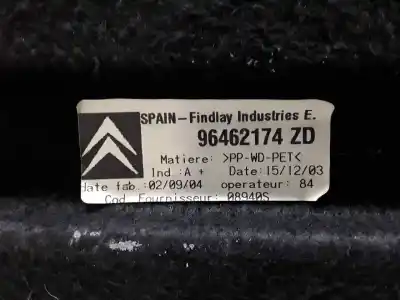 SPAIN-Findlay Industries E.
96462174 ZD
Matiere: >PP-WD-PET<
Ind :A + Date:15/12/03
date fab.:02/09/04 operateur: 84
Cod. Fournisseur: 08940S